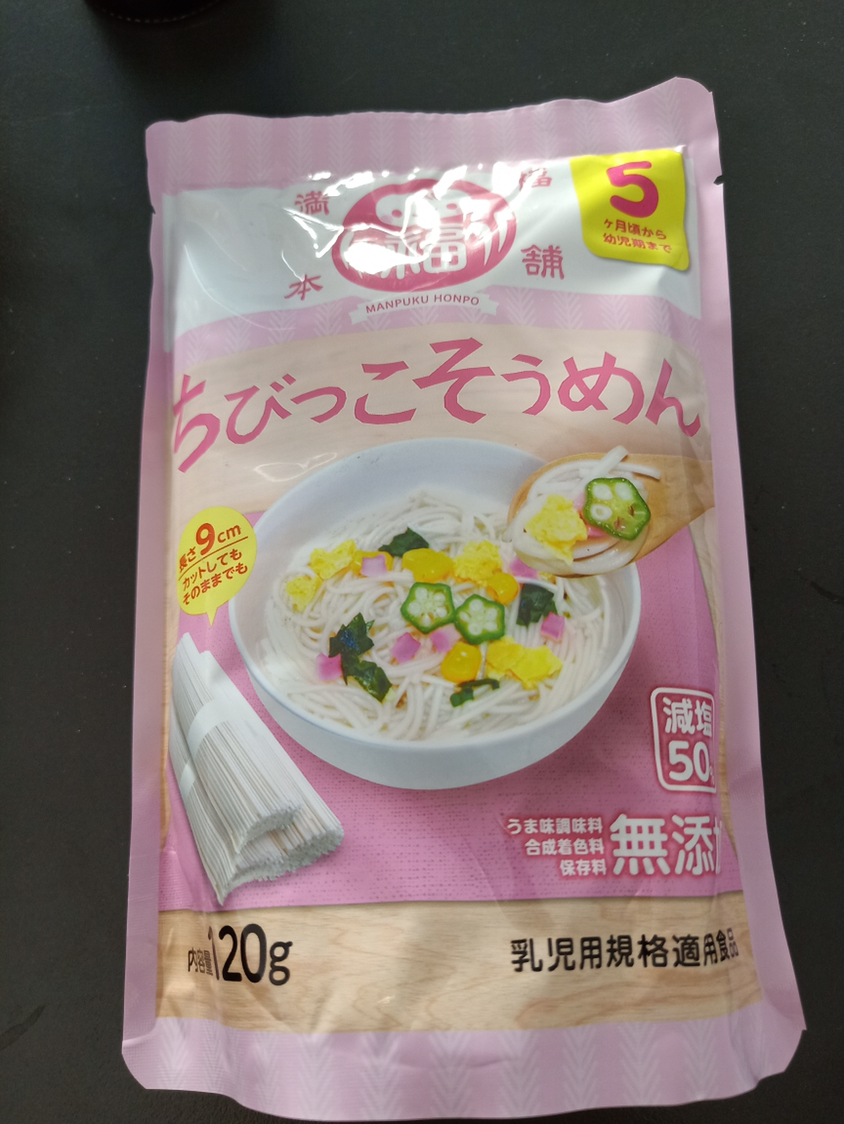 満
本
舗
MANPUKU HONPO
5
ヶ月頃から
幼児期まで
ちびっこそうめん
長さ9cm
カットしても
そのままでも
減塩
50
うま味調味料
合成着色料
保存料
無添
内容量120g
乳児用規格適用食品